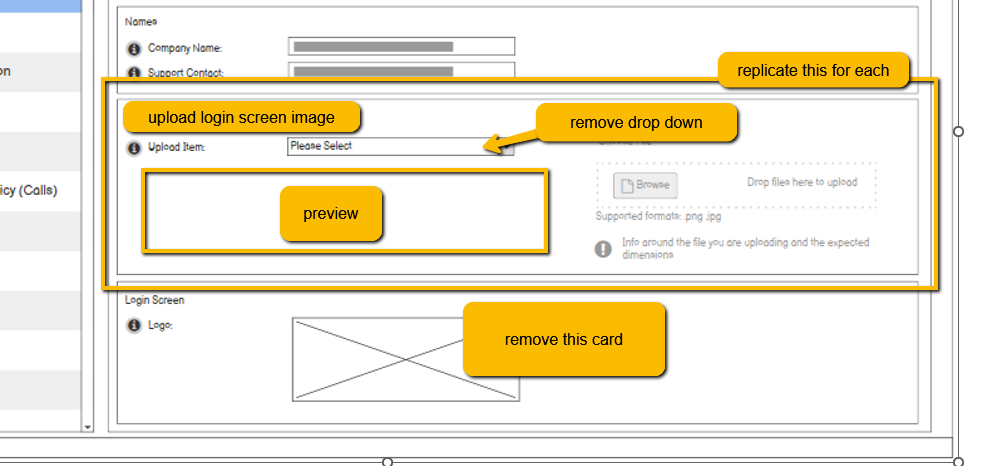 Names
Company Name:
replicate this for each
on
Support Contact:
upload login screen image
remove drop down
Upload Item:
Please Select
icy (Calls)
preview
Browse
Drop files here to upload
Supported formats: .png .jpg
Info around the file you are uploading and the expected
dimensions
Login Screen
Logo:
remove this card